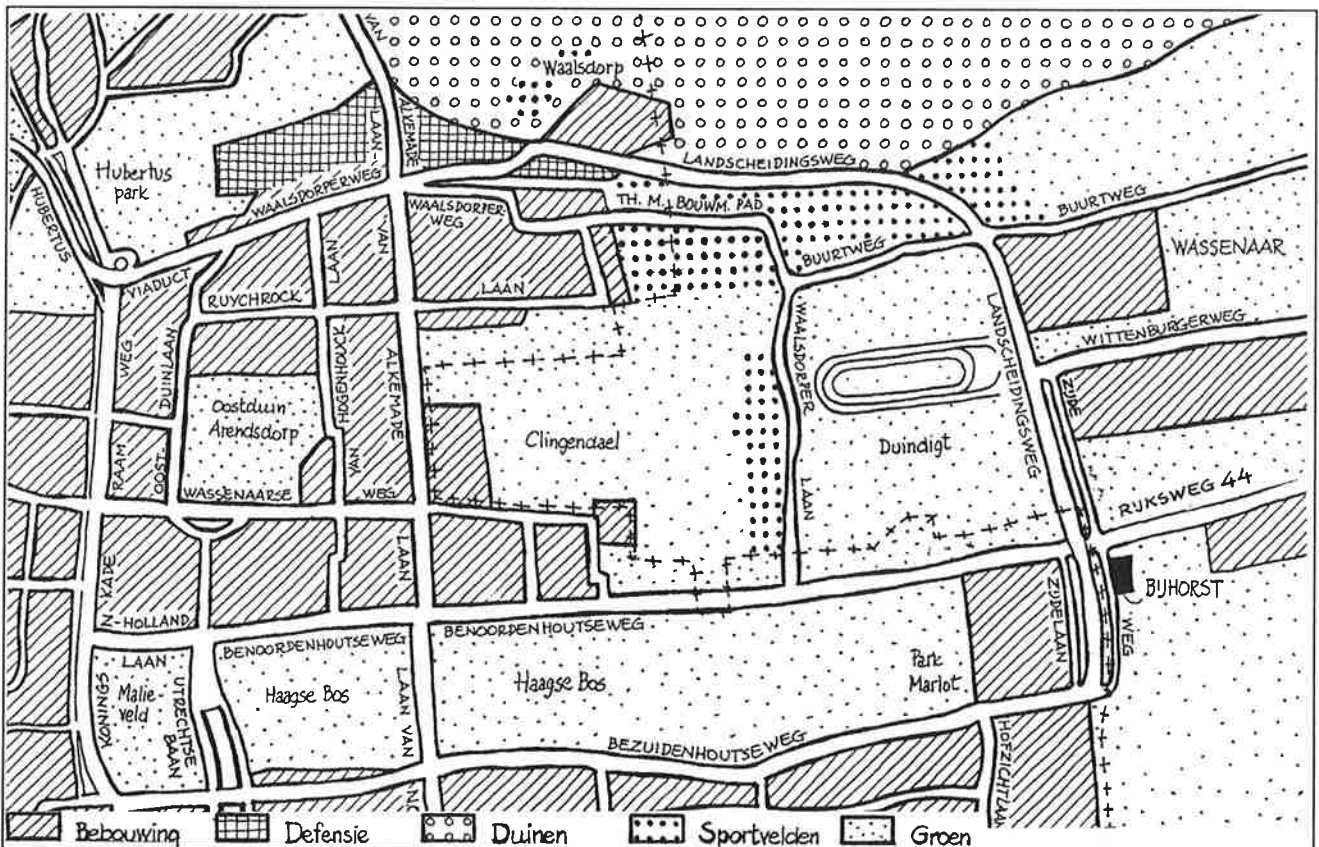 VAN
ALKEMADE
LAAN-
Waalsdorp
Hubertus
park
HUBERTUS
VIADUCT
WAALSDORPERWEG
WAALSDORPER
WEG
LANDSCHEIDINGSWEG
TH. M. BOUWM. PAD
BUURTWEG
BUURTWEG
WASSENAAR
RUYCHROCK
LAAN
LAAN
VAN
HOGENHOUCK
VAN
ALKEMADE
LAAN
WEG
RAAM
DUINLAAN
OOST-
Oostduin
Arendsdorp
WASSENAARSE
WEG
Clingendael
WAALSDORPER
LAAN
Duindigt
LANDSCHEIDINGSWEG
WITTENBURGERWEG
ZIJDE
RIJKSWEG 44
BIJHORST
WEG
ZIJDELAAN
KONINGS
N KADE
N-HOLLAND
LAAN
Malie-
veld
UTRECHTSE
BAAN
BENOORDENHOUTSEWEG
BENOORDENHOUTSEWEG
Haagse Bos
LAAN VAN
Haagse Bos
Park
Marlot
BEZUIDENHOUTSEWEG
HOFZICHTLAAN
Bebouwing
Defensie
Duinen
Sportvelden
Groen